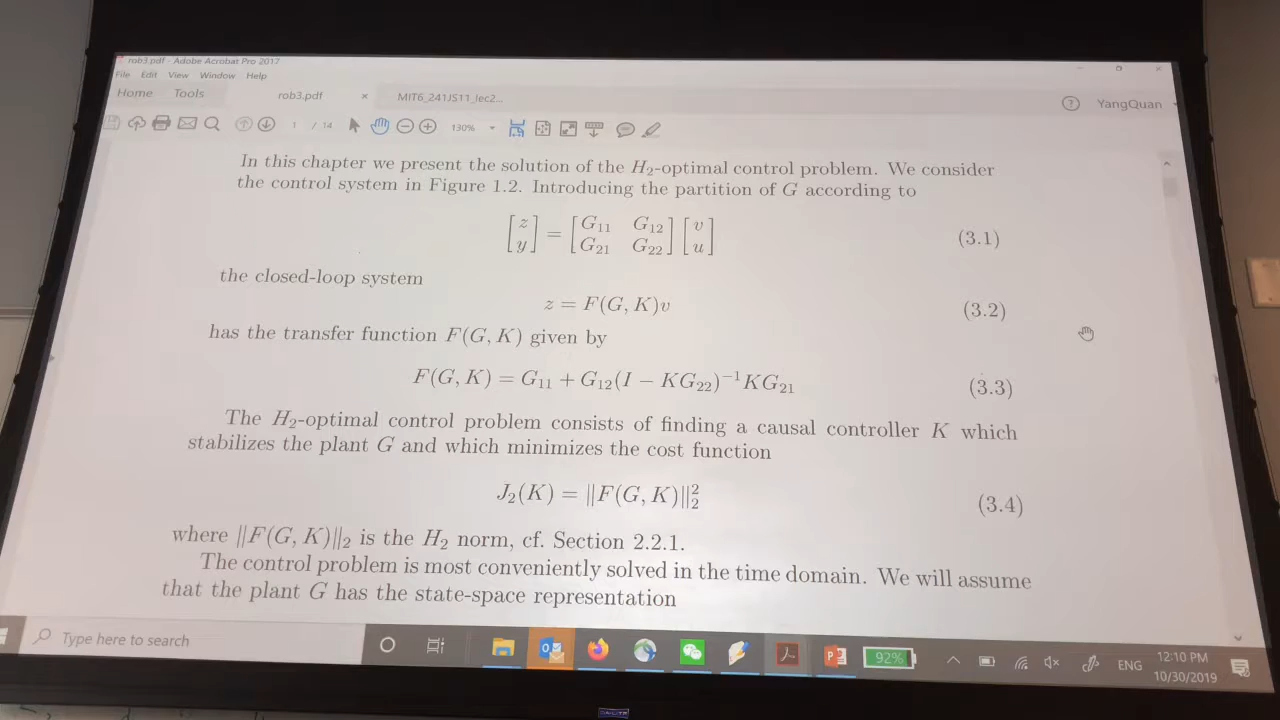 rob3.pdf - Adobe Acrobat Pro 2017
File Edit View Window Help
Home Tools rob3.pdf × MIT6_241JS11_lec2... ? YangQuan
1 / 14 130%
In this chapter we present the solution of the H₂-optimal control problem. We consider
the control system in Figure 1.2. Introducing the partition of G according to
[z y] = [G₁₁ G₁₂ G₂₁ G₂₂] [v u] (3.1)
the closed-loop system
z = F(G, K)v (3.2)
has the transfer function F(G, K) given by
F(G, K) = G₁₁ + G₁₂(I − KG₂₂)⁻¹KG₂₁ (3.3)
The H₂-optimal control problem consists of finding a causal controller K which
stabilizes the plant G and which minimizes the cost function
J₂(K) = ‖F(G, K)‖₂² (3.4)
where ‖F(G, K)‖₂ is the H₂ norm, cf. Section 2.2.1.
The control problem is most conveniently solved in the time domain. We will assume
that the plant G has the state-space representation
Type here to search 92% ENG 12:10 PM
10/30/2019